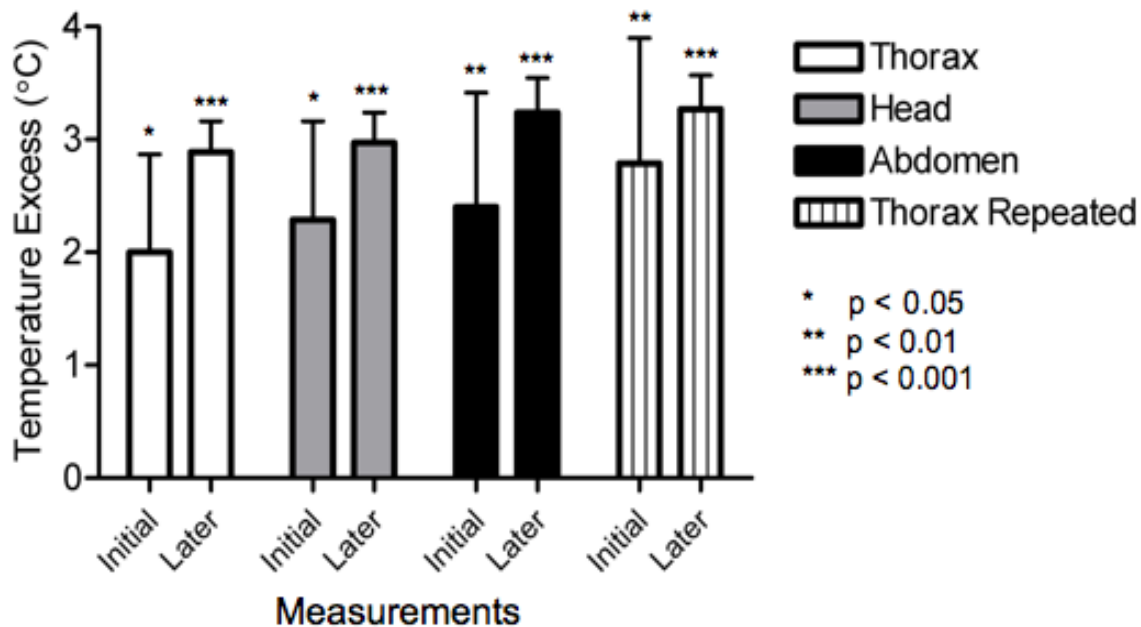 Temperature Excess (°C)
4
3
2
1
0
* *** * *** ** *** ** ***
Initial Later Initial Later Initial Later Initial Later
Measurements
Thorax
Head
Abdomen
Thorax Repeated
* p < 0.05
** p < 0.01
*** p < 0.001